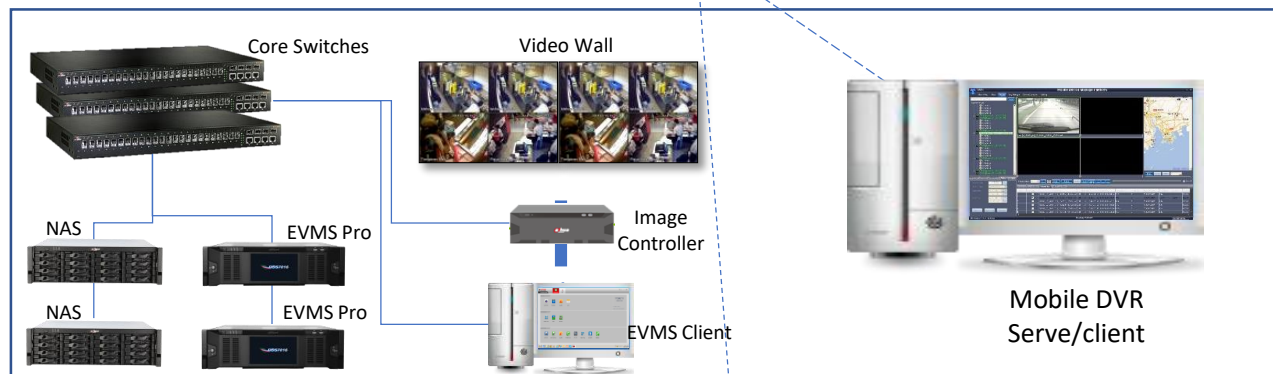 Core Switches
Video Wall
NAS
EVMS Pro
Image
Controller
NAS
EVMS Pro
EVMS Client
Mobile DVR
Serve/client